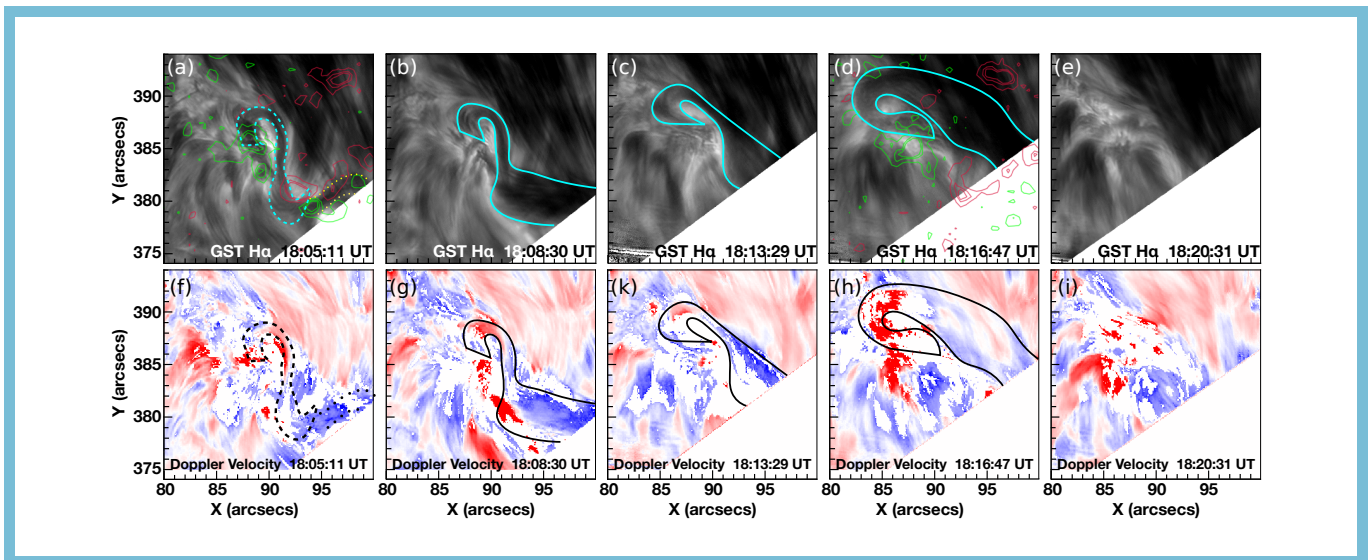 (a) (b) (c) (d) (e)
390
385
380
375
Y (arcsecs)
GST Hα 18:05:11 UT
GST Hα 18:08:30 UT
GST Hα 18:13:29 UT
GST Hα 18:16:47 UT
GST Hα 18:20:31 UT
(f) (g) (k) (h) (i)
390
385
380
375
Y (arcsecs)
Doppler Velocity 18:05:11 UT
Doppler Velocity 18:08:30 UT
Doppler Velocity 18:13:29 UT
Doppler Velocity 18:16:47 UT
Doppler Velocity 18:20:31 UT
80 85 90 95 80 85 90 95 80 85 90 95 80 85 90 95 80 85 90 95
X (arcsecs) X (arcsecs) X (arcsecs) X (arcsecs) X (arcsecs)